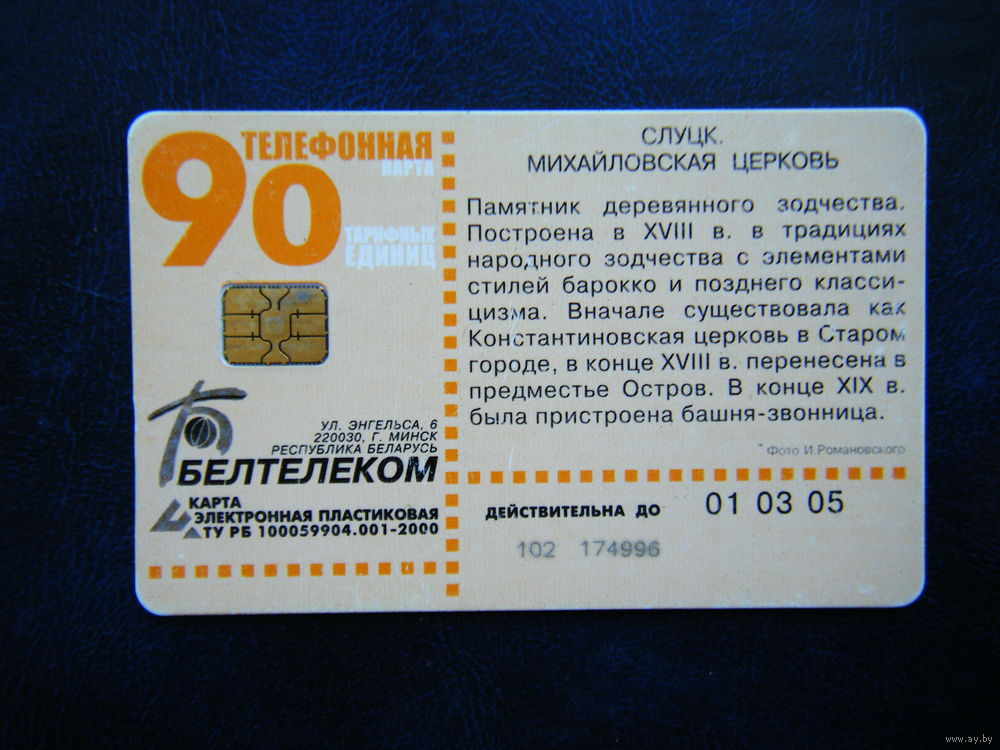 90
ТЕЛЕФОННАЯ
КАРТА
ТАРИФНЫХ
ЕДИНИЦ
УЛ. ЭНГЕЛЬСА, 6
220030, Г. МИНСК
РЕСПУБЛИКА БЕЛАРУСЬ
БЕЛТЕЛЕКОМ
КАРТА
ЭЛЕКТРОННАЯ ПЛАСТИКОВАЯ
ТУ РБ 100059904.001-2000
СЛУЦК.
МИХАЙЛОВСКАЯ ЦЕРКОВЬ
Памятник деревянного зодчества.
Построена в XVIII в. в традициях
народного зодчества с элементами
стилей барокко и позднего класси-
цизма. Вначале существовала как
Константиновская церковь в Старом
городе, в конце XVIII в. перенесена в
предместье Остров. В конце XIX в.
была пристроена башня-звонница.
Фото И.Романовского
ДЕЙСТВИТЕЛЬНА ДО 01 03 05
102 174996
www.ay.by